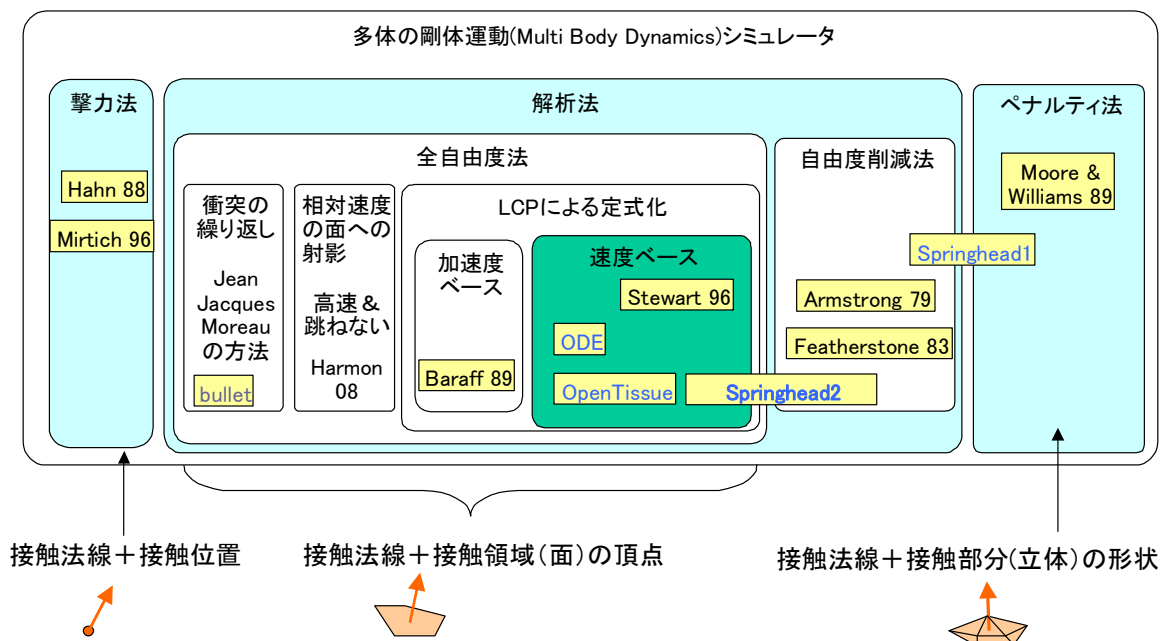 多体の剛体運動(Multi Body Dynamics)シミュレータ
撃力法
Hahn 88
Mirtich 96
解析法
全自由度法
衝突の
繰り返し
Jean
Jacques
Moreau
の方法
bullet
相対速度
の面への
射影
高速＆
跳ねない
Harmon
08
LCPによる定式化
加速度
ベース
Baraff 89
速度ベース
Stewart 96
ODE
OpenTissue
Springhead2
自由度削減法
Armstrong 79
Featherstone 83
Springhead1
ペナルティ法
Moore &
Williams 89
接触法線＋接触位置
接触法線＋接触領域（面）の頂点
接触法線＋接触部分(立体)の形状